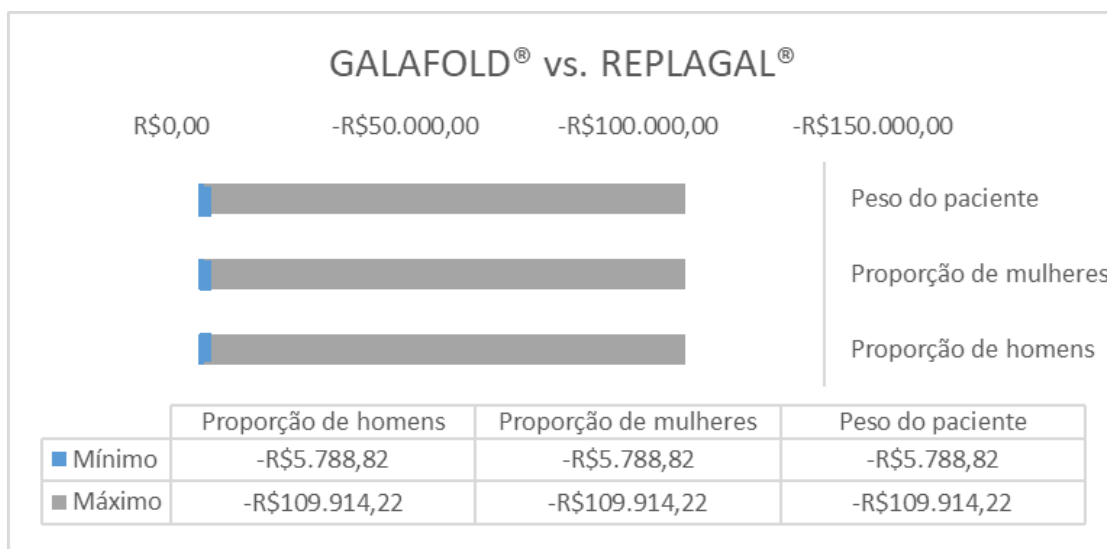 GALAFOLD® vs. REPLAGAL®
R$0,00 -R$50.000,00 -R$100.000,00 -R$150.000,00
Peso do paciente
Proporção de mulheres
Proporção de homens
Proporção de homens Proporção de mulheres Peso do paciente
Mínimo -R$5.788,82 -R$5.788,82 -R$5.788,82
Máximo -R$109.914,22 -R$109.914,22 -R$109.914,22